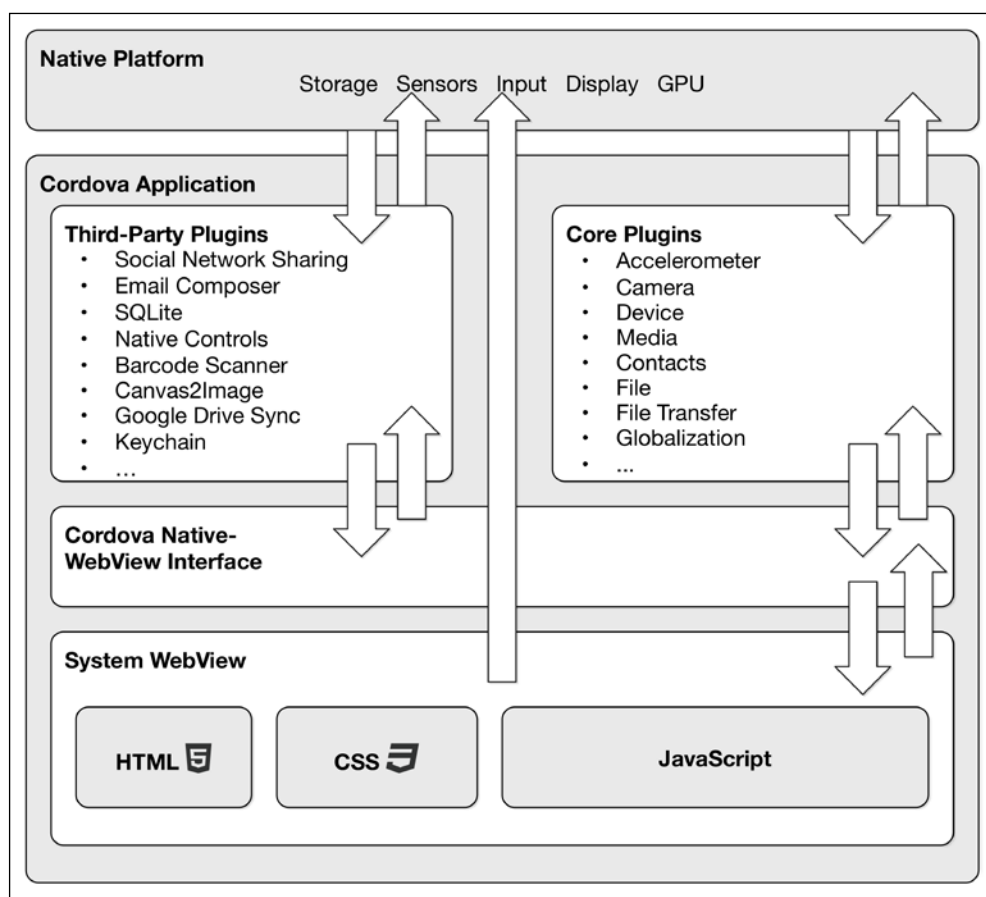 Native Platform
Storage Sensors Input Display GPU
Cordova Application
Third-Party Plugins
• Social Network Sharing
• Email Composer
• SQLite
• Native Controls
• Barcode Scanner
• Canvas2Image
• Google Drive Sync
• Keychain
• ...
Core Plugins
• Accelerometer
• Camera
• Device
• Media
• Contacts
• File
• File Transfer
• Globalization
• ...
Cordova Native-
WebView Interface
System WebView
HTML 5
CSS 3
JavaScript